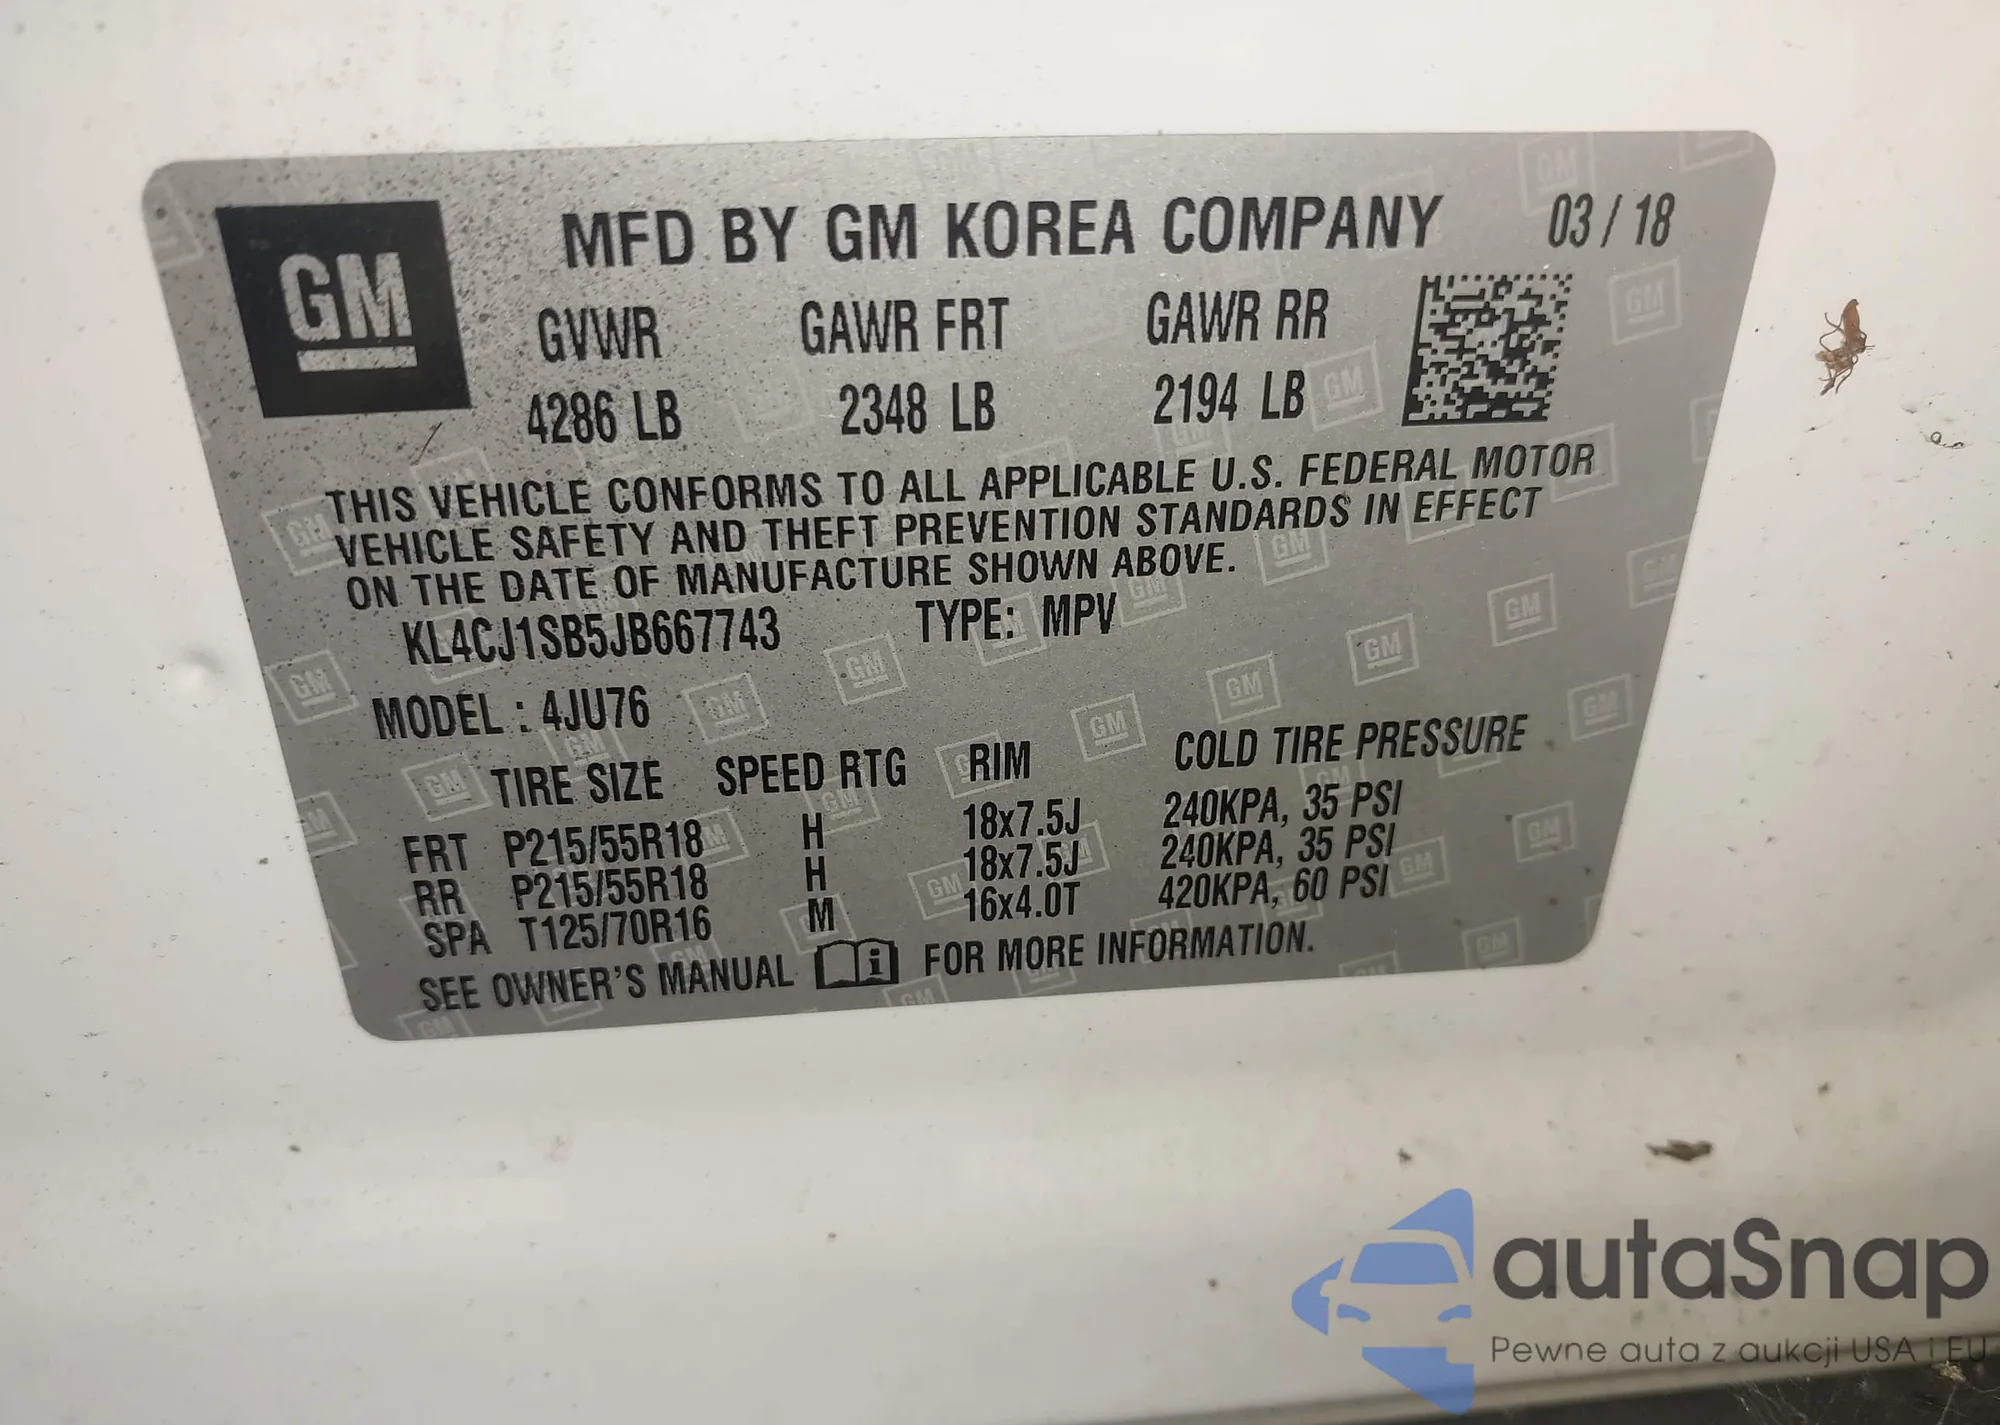 GM
MFD BY GM KOREA COMPANY 03 / 18
GVWR GAWR FRT GAWR RR
4286 LB 2348 LB 2194 LB
THIS VEHICLE CONFORMS TO ALL APPLICABLE U.S. FEDERAL MOTOR
VEHICLE SAFETY AND THEFT PREVENTION STANDARDS IN EFFECT
ON THE DATE OF MANUFACTURE SHOWN ABOVE.
KL4CJ1SB5JB667743 TYPE: MPV
MODEL : 4JU76
TIRE SIZE SPEED RTG RIM COLD TIRE PRESSURE
FRT P215/55R18 H 18x7.5J 240KPA, 35 PSI
RR P215/55R18 H 18x7.5J 240KPA, 35 PSI
SPA T125/70R16 M 16x4.0T 420KPA, 60 PSI
SEE OWNER'S MANUAL i FOR MORE INFORMATION.
autaSnap
Pewne auta z aukcji USA i EU